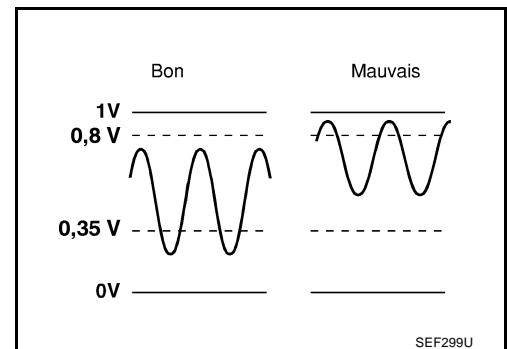 Bon Mauvais
1V
0,8 V
0,35 V
0V
SEF299U